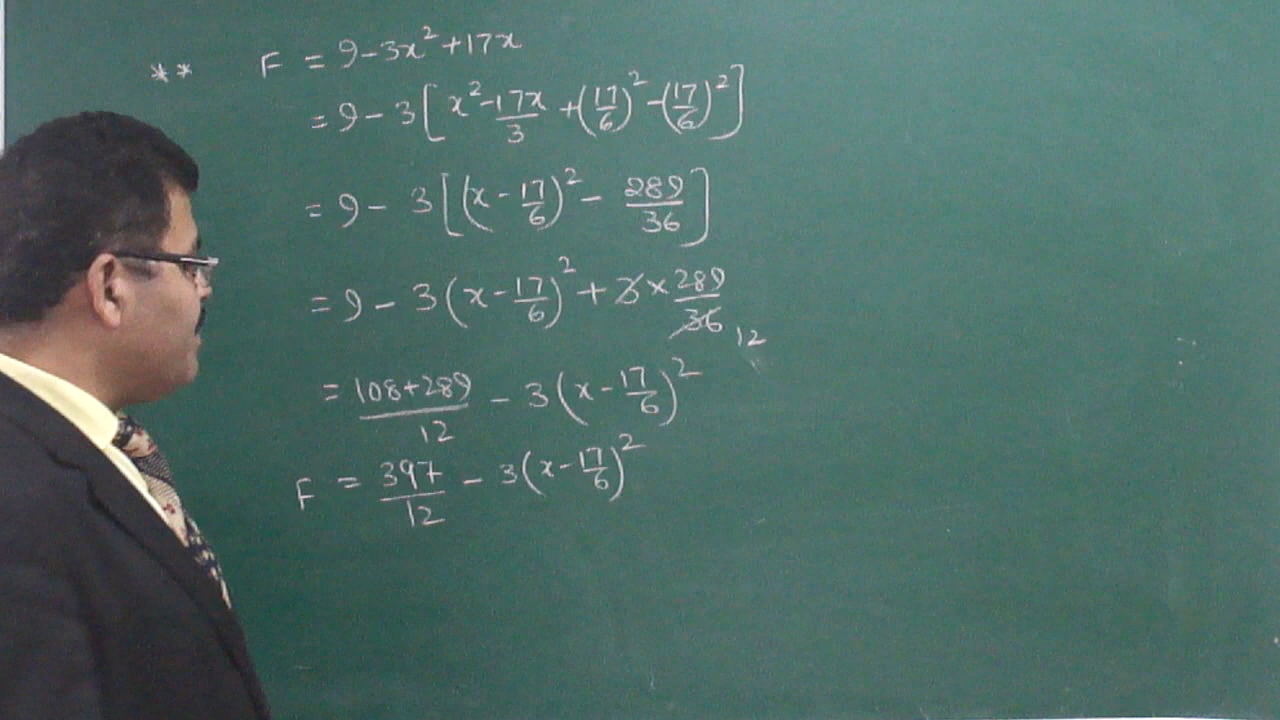 ** F = 9 - 3x² + 17x
= 9 - 3 [ x² - 17x/3 + (17/6)² - (17/6)² ]
= 9 - 3 [ (x - 17/6)² - 289/36 ]
= 9 - 3 (x - 17/6)² + 3 × 289/36 12
= 108+289/12 - 3 (x - 17/6)²
F = 397/12 - 3 (x - 17/6)²